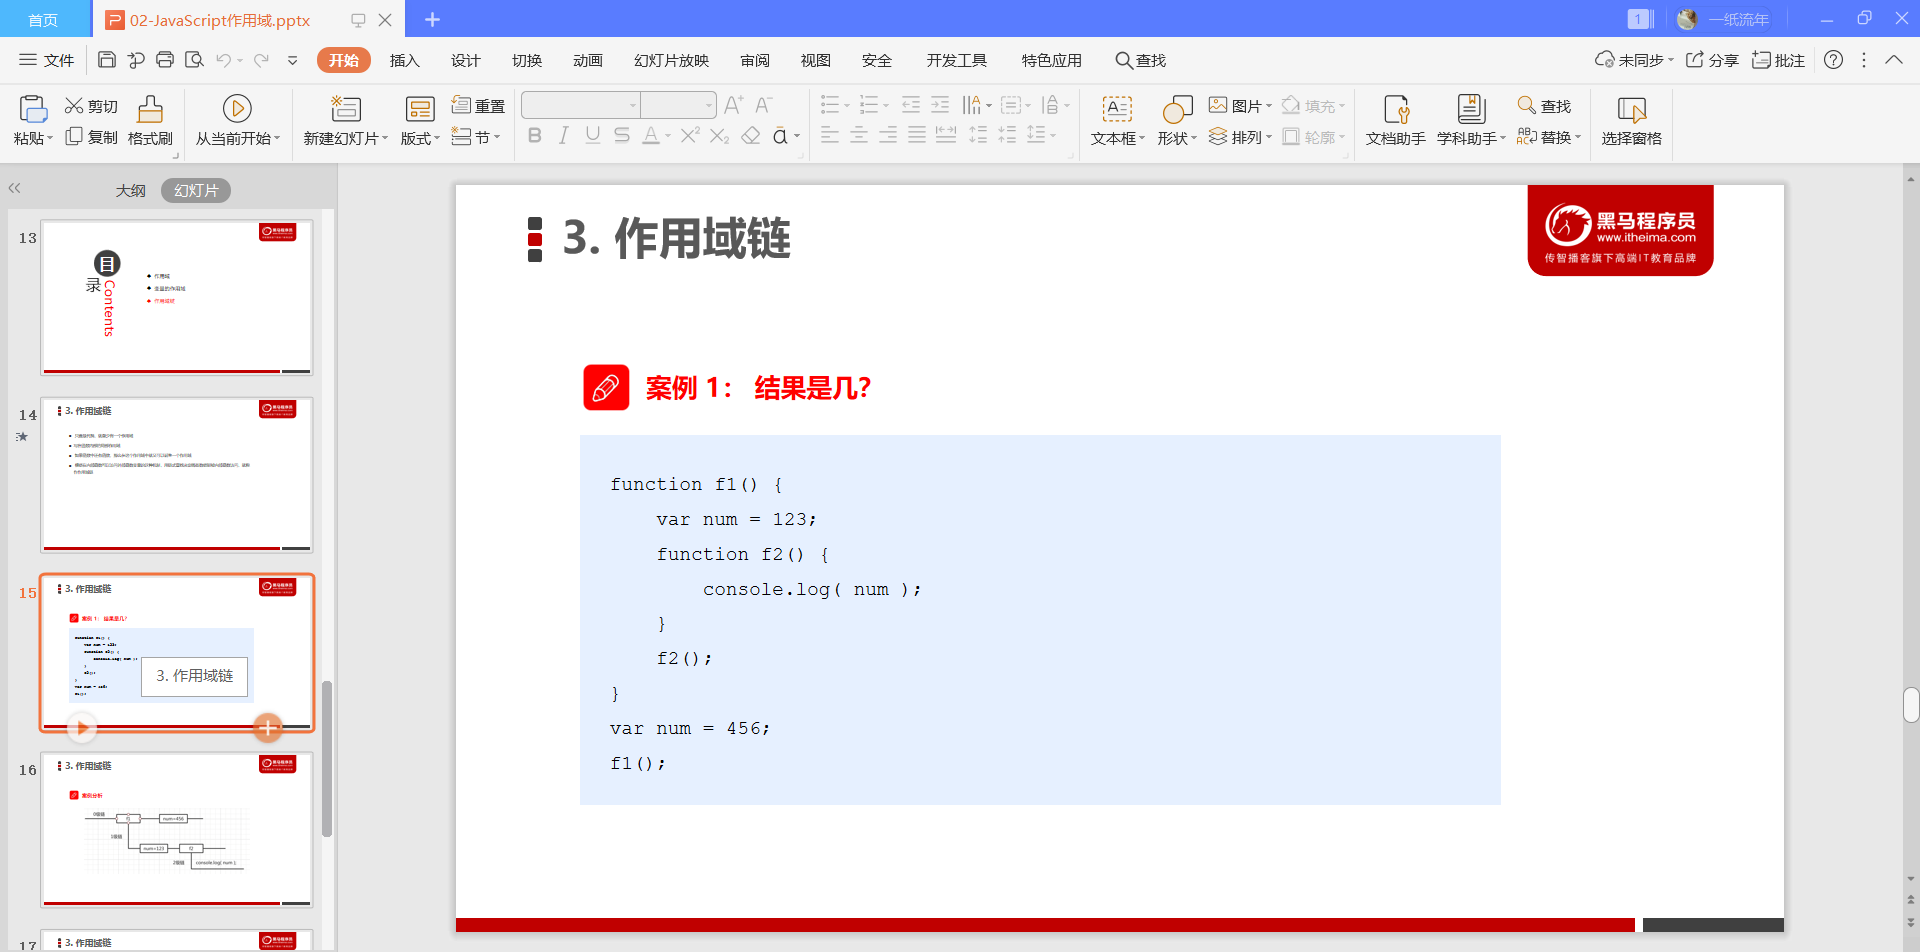 首页
02-JavaScript作用域.pptx
1
一纸流年
文件
开始
插入
设计
切换
动画
幻灯片放映
审阅
视图
安全
开发工具
特色应用
查找
未同步
分享
批注
粘贴
剪切
复制
格式刷
从当前开始
新建幻灯片
版式
重置
节
文本框
形状
图片
排列
填充
轮廓
文档助手
学科助手
查找
替换
选择窗格
大纲
幻灯片
13
目
录
Contents
作用域
变量的作用域
作用域链
14
3. 作用域链
15
3. 作用域链
案例 1： 结果是几?
3. 作用域链
16
3. 作用域链
案例分析
0级链
f1
num=456
1级链
num=123
f2
2级链
console.log( num );
17
3. 作用域链
3. 作用域链
黑马程序员
www.itheima.com
传智播客旗下高端IT教育品牌
案例 1： 结果是几?
function f1() {
var num = 123;
function f2() {
console.log( num );
}
f2();
}
var num = 456;
f1();